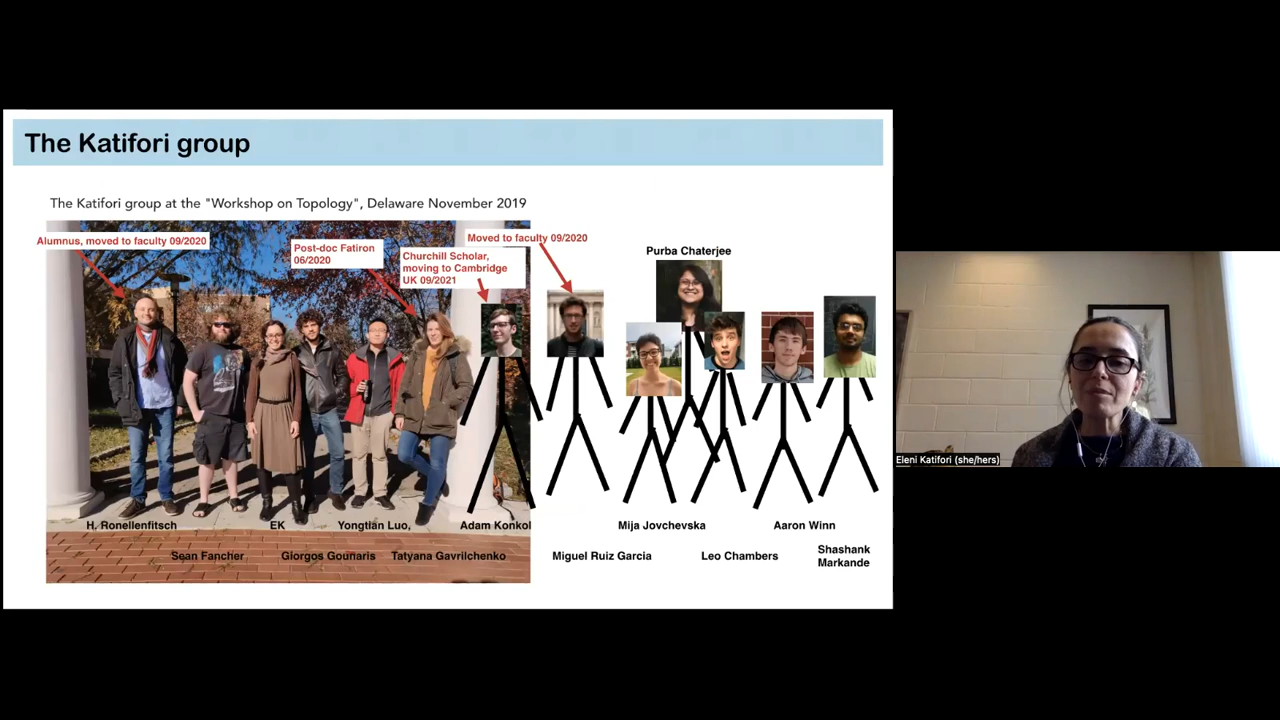 The Katifori group
The Katifori group at the "Workshop on Topology", Delaware November 2019
Alumnus, moved to faculty 09/2020
Post-doc Fatiron
06/2020
Churchill Scholar,
moving to Cambridge
UK 09/2021
Moved to faculty 09/2020
Purba Chaterjee
H. Ronellenfitsch
EK
Yongtian Luo,
Adam Konkol
Mija Jovchevska
Aaron Winn
Sean Fancher
Giorgos Gounaris
Tatyana Gavrilchenko
Miguel Ruiz Garcia
Leo Chambers
Shashank
Markande
Eleni Katifori (she/hers)